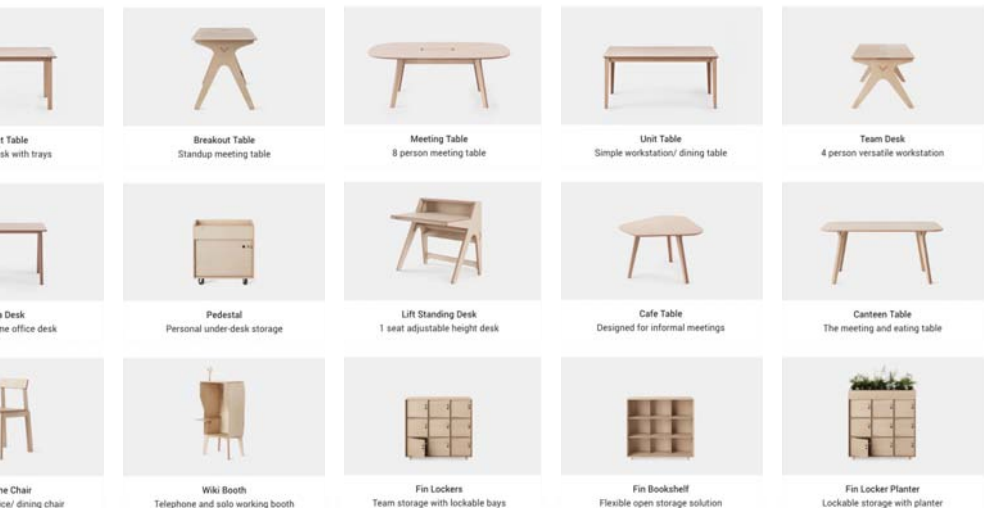 t Table
sk with trays
Breakout Table
Standup meeting table
Meeting Table
8 person meeting table
Unit Table
Simple workstation/ dining table
Team Desk
4 person versatile workstation
Desk
ne office desk
Pedestal
Personal under-desk storage
Lift Standing Desk
1 seat adjustable height desk
Cafe Table
Designed for informal meetings
Canteen Table
The meeting and eating table
ne Chair
ice/ dining chair
Wiki Booth
Telephone and solo working booth
Fin Lockers
Team storage with lockable bays
Fin Bookshelf
Flexible open storage solution
Fin Locker Planter
Lockable storage with planter